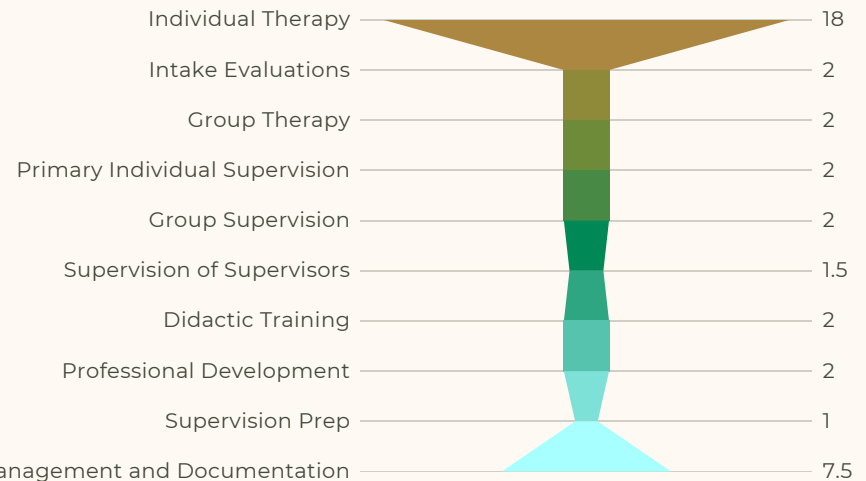 Individual Therapy 18
Intake Evaluations 2
Group Therapy 2
Primary Individual Supervision 2
Group Supervision 2
Supervision of Supervisors 1.5
Didactic Training 2
Professional Development 2
Supervision Prep 1
anagement and Documentation 7.5